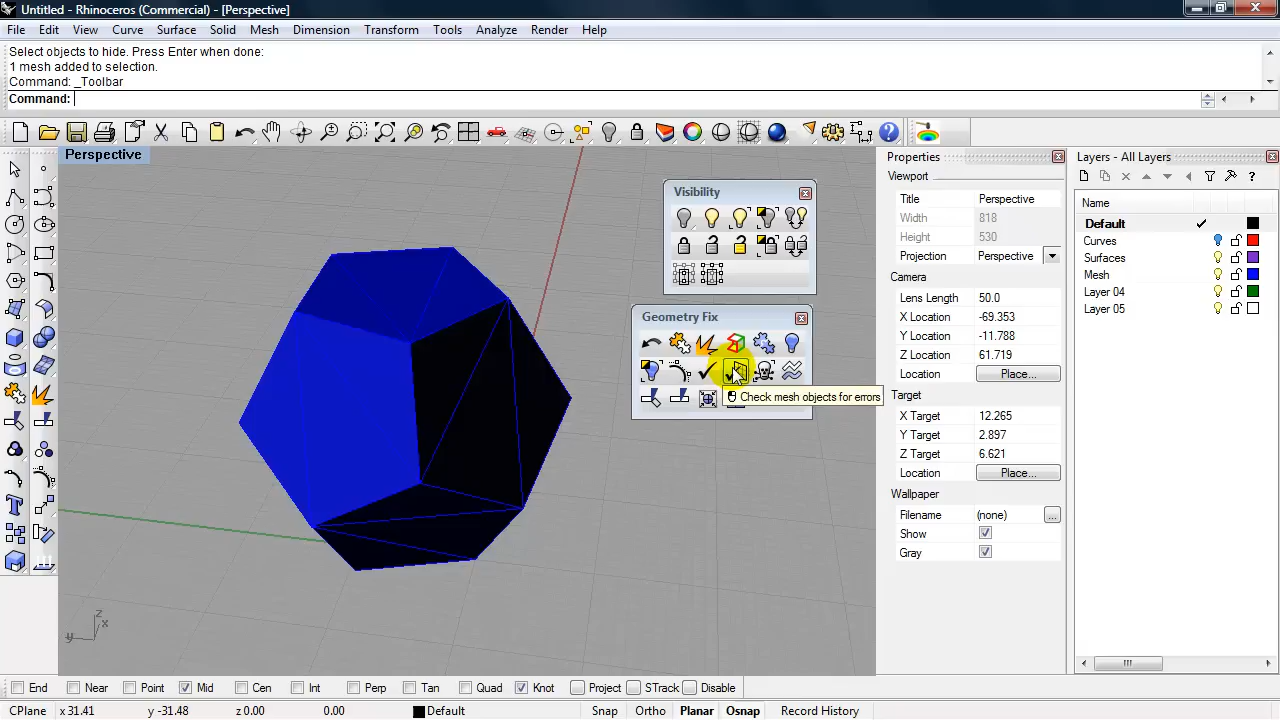 Untitled - Rhinoceros (Commercial) - [Perspective]
File Edit View Curve Surface Solid Mesh Dimension Transform Tools Analyze Render Help
Select objects to hide. Press Enter when done:
1 mesh added to selection.
Command: _Toolbar
Command:
Perspective
Properties
Viewport
Title Perspective
Width 818
Height 530
Projection Perspective
Camera
Lens Length 50.0
X Location -69.353
Y Location -11.788
Z Location 61.719
Location Place...
Target
X Target 12.265
Y Target 2.897
Z Target 6.621
Location Place...
Wallpaper
Filename (none) ...
Show
Gray
Layers - All Layers
Name
Default
Curves
Surfaces
Mesh
Layer 04
Layer 05
Visibility
Geometry Fix
Check mesh objects for errors
z
x
y
End Near Point Mid Cen Int Perp Tan Quad Knot Project STrack Disable
CPlane x 31.41 y -31.48 z 0.00 0.00 Default Snap Ortho Planar Osnap Record History